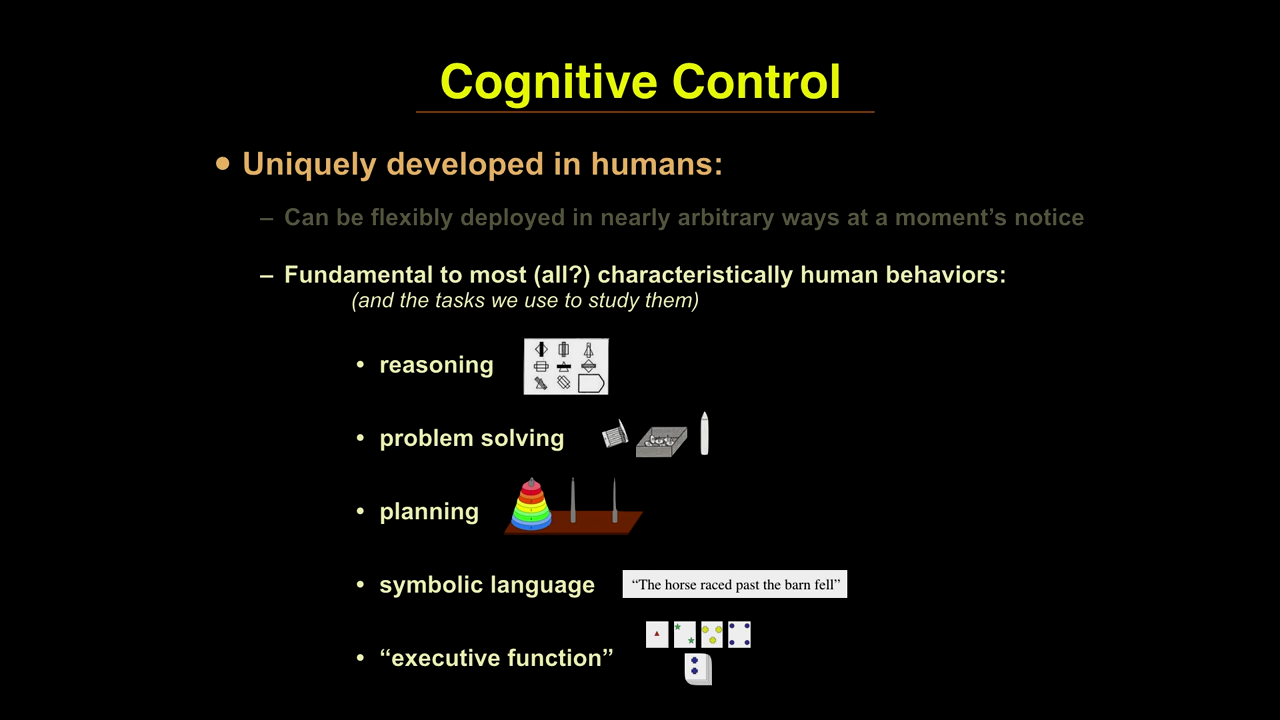 Cognitive Control
• Uniquely developed in humans:
– Can be flexibly deployed in nearly arbitrary ways at a moment’s notice
– Fundamental to most (all?) characteristically human behaviors:
(and the tasks we use to study them)
• reasoning
• problem solving
• planning
• symbolic language
“The horse raced past the barn fell”
• “executive function”